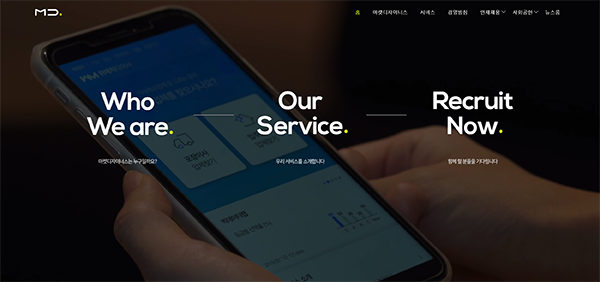 MD.
홈 마켓디자이너스 서비스 경영방침 인재채용 사회공헌 뉴스룸
Who
We are.
마켓디자이너스는 누구일까요?
Our
Service.
우리 서비스를 소개합니다
Recruit
Now.
함께 할 분들을 기다립니다